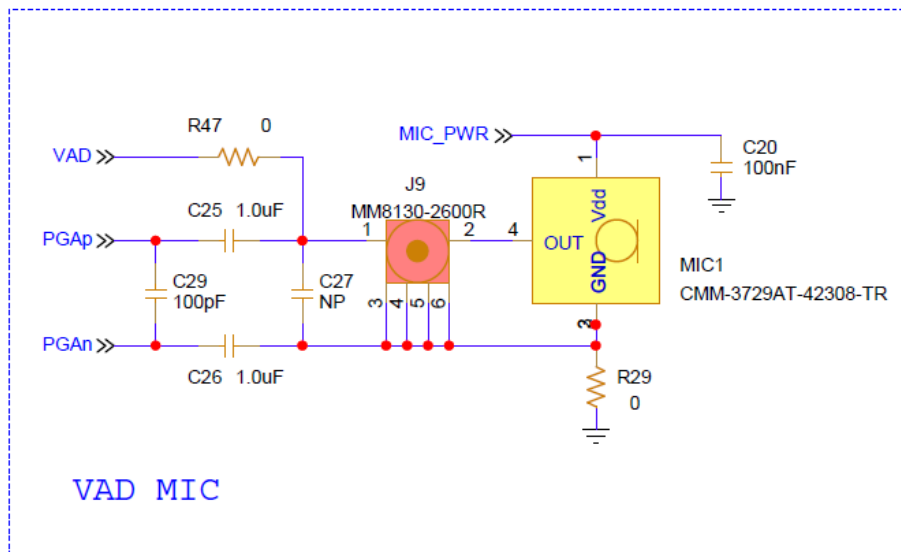 R47 0
MIC_PWR
VAD
C20
100nF
J9
MM8130-2600R
1
Vdd
C25 1.0uF
PGAp
1
2
4
OUT
GND
MIC1
CMM-3729AT-42308-TR
C29
100pF
C27
NP
3
4
5
6
PGAn
C26 1.0uF
R29
0
VAD MIC